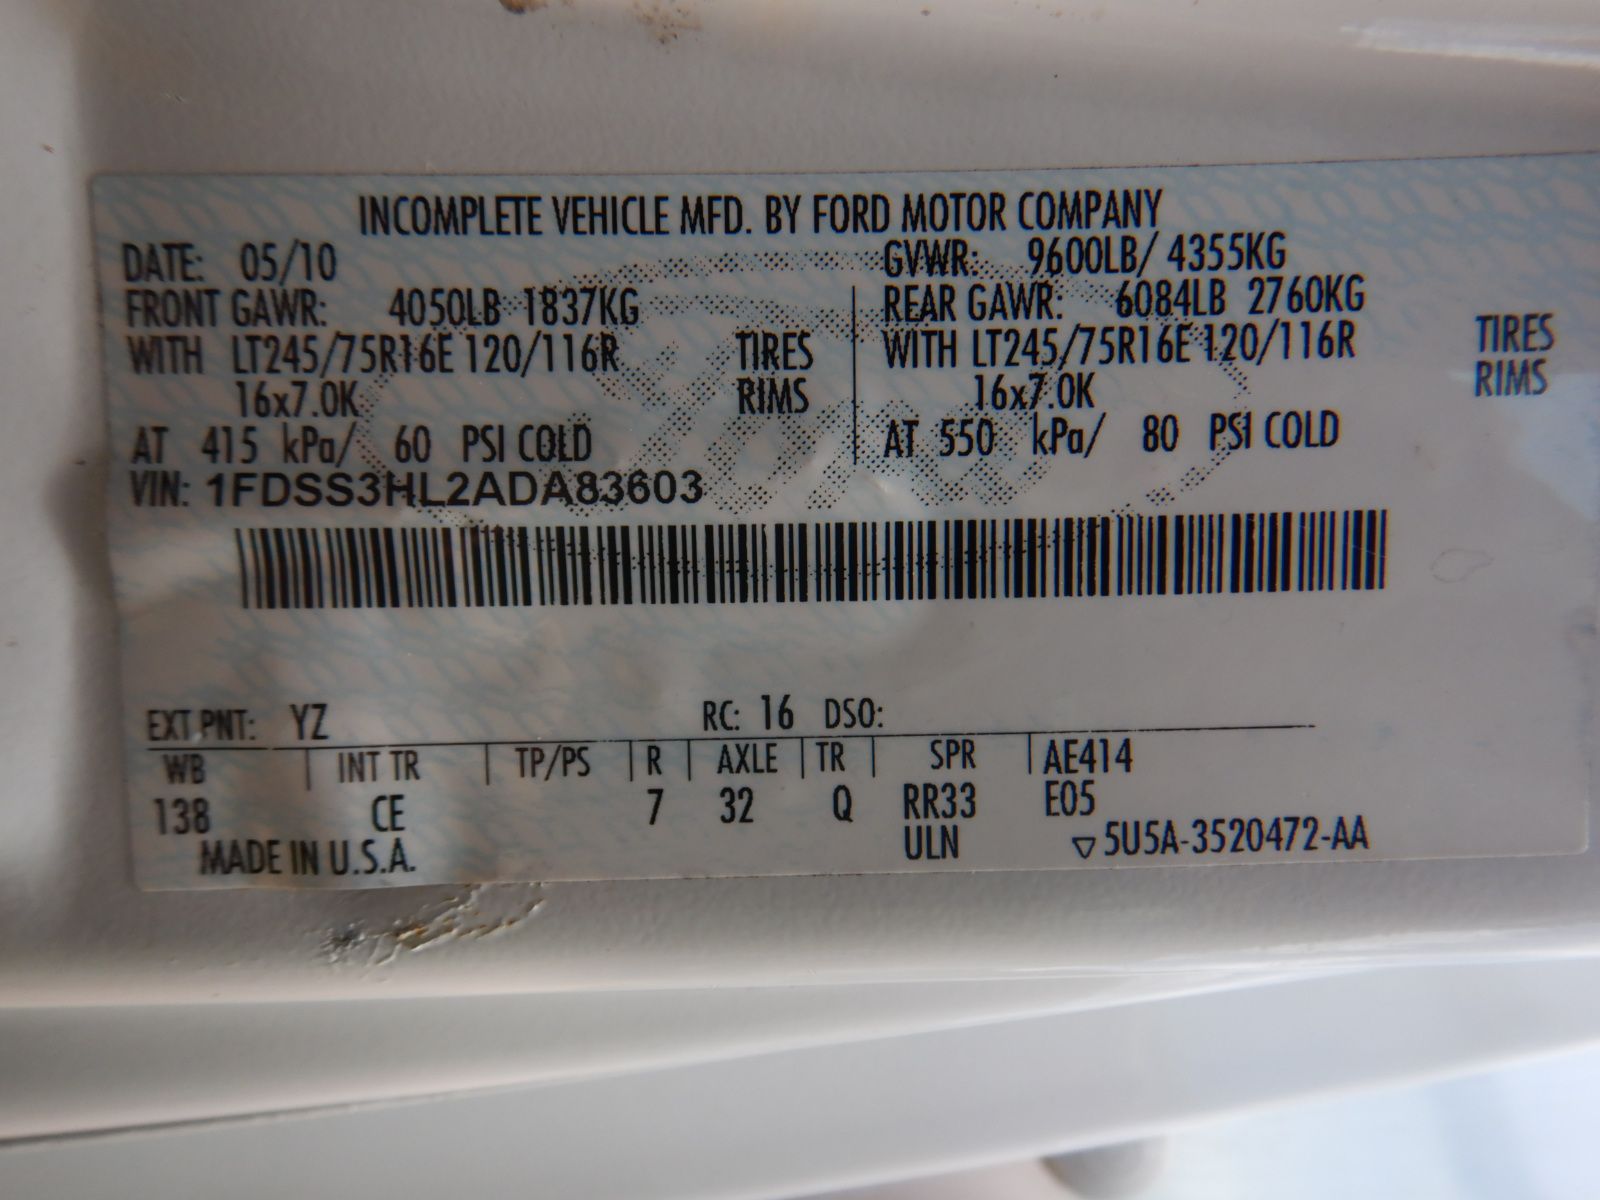 INCOMPLETE VEHICLE MFD. BY FORD MOTOR COMPANY
DATE: 05/10 GVWR: 9600LB/ 4355KG
FRONT GAWR: 4050LB 1837KG REAR GAWR: 6084LB 2760KG
WITH LT245/75R16E 120/116R TIRES WITH LT245/75R16E 120/116R TIRES
16x7.0K RIMS 16x7.0K RIMS
AT 415 kPa/ 60 PSI COLD AT 550 kPa/ 80 PSI COLD
VIN: 1FDSS3HL2ADA83603
EXT PNT: YZ RC: 16 DSO:
WB INT TR TP/PS R AXLE TR SPR AE414
138 CE 7 32 Q RR33 E05
MADE IN U.S.A. ULN ▽5U5A-3520472-AA
Ford